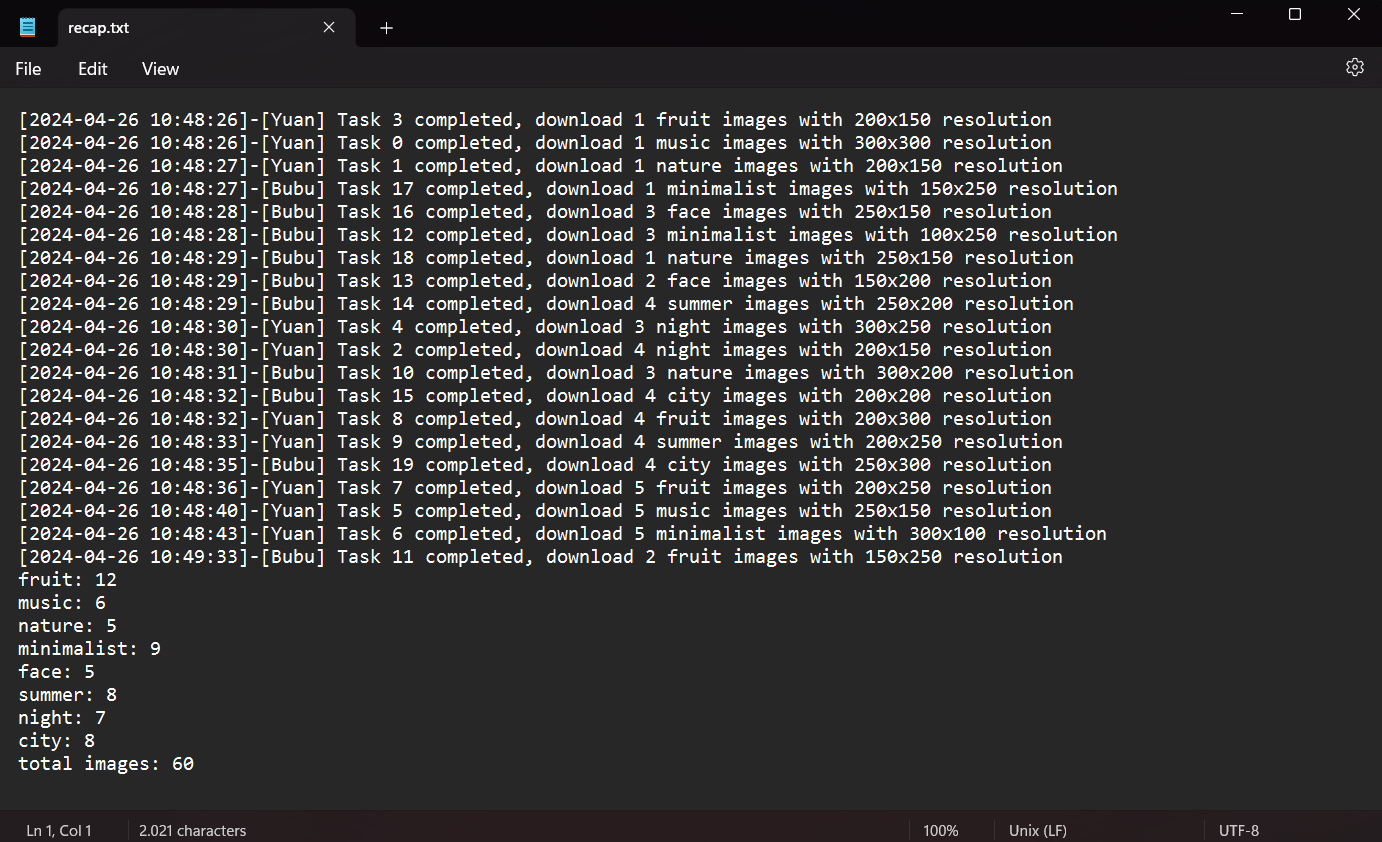 recap.txt
File Edit View
[2024-04-26 10:48:26]-[Yuan] Task 3 completed, download 1 fruit images with 200x150 resolution
[2024-04-26 10:48:26]-[Yuan] Task 0 completed, download 1 music images with 300x300 resolution
[2024-04-26 10:48:27]-[Yuan] Task 1 completed, download 1 nature images with 200x150 resolution
[2024-04-26 10:48:27]-[Bubu] Task 17 completed, download 1 minimalist images with 150x250 resolution
[2024-04-26 10:48:28]-[Bubu] Task 16 completed, download 3 face images with 250x150 resolution
[2024-04-26 10:48:28]-[Bubu] Task 12 completed, download 3 minimalist images with 100x250 resolution
[2024-04-26 10:48:29]-[Bubu] Task 18 completed, download 1 nature images with 250x150 resolution
[2024-04-26 10:48:29]-[Bubu] Task 13 completed, download 2 face images with 150x200 resolution
[2024-04-26 10:48:29]-[Bubu] Task 14 completed, download 4 summer images with 250x200 resolution
[2024-04-26 10:48:30]-[Yuan] Task 4 completed, download 3 night images with 300x250 resolution
[2024-04-26 10:48:30]-[Yuan] Task 2 completed, download 4 night images with 200x150 resolution
[2024-04-26 10:48:31]-[Bubu] Task 10 completed, download 3 nature images with 300x200 resolution
[2024-04-26 10:48:32]-[Bubu] Task 15 completed, download 4 city images with 200x200 resolution
[2024-04-26 10:48:32]-[Yuan] Task 8 completed, download 4 fruit images with 200x300 resolution
[2024-04-26 10:48:33]-[Yuan] Task 9 completed, download 4 summer images with 200x250 resolution
[2024-04-26 10:48:35]-[Bubu] Task 19 completed, download 4 city images with 250x300 resolution
[2024-04-26 10:48:36]-[Yuan] Task 7 completed, download 5 fruit images with 200x250 resolution
[2024-04-26 10:48:40]-[Yuan] Task 5 completed, download 5 music images with 250x150 resolution
[2024-04-26 10:48:43]-[Yuan] Task 6 completed, download 5 minimalist images with 300x100 resolution
[2024-04-26 10:49:33]-[Bubu] Task 11 completed, download 2 fruit images with 150x250 resolution
fruit: 12
music: 6
nature: 5
minimalist: 9
face: 5
summer: 8
night: 7
city: 8
total images: 60
Ln 1, Col 1 2.021 characters 100% Unix (LF) UTF-8